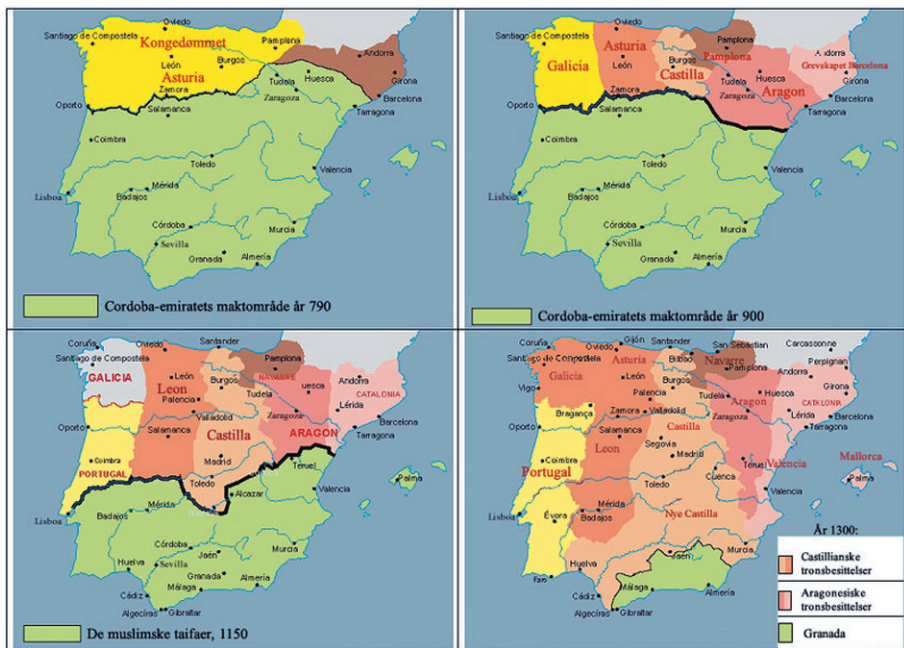 Oviedo
Santiago de Compostela
Kongedømmet
Pamplona
Andorra
León
Burgos
Asturia
Huesca
Girona
Tudela
Zamora
Zaragoza
Barcelona
Oporto
Salamanca
Tarragona
Coimbra
Toledo
Valencia
Lisboa
Mérida
Badajos
Córdoba
Murcia
Sevilla
Granada
Almería
Cordoba-emiratets maktområde år 790
Oviedo
Santiago de Compostela
Asturia
Pamplona
Pamplona
Andorra
Galicia
León
Burgos
Grevskapet Barcelona
Castilla
Huesca
Girona
Tudela
Aragon
Zamora
Zaragoza
Barcelona
Oporto
Salamanca
Tarragona
Coimbra
Toledo
Valencia
Lisboa
Mérida
Badajos
Córdoba
Murcia
Sevilla
Granada
Almería
Cordoba-emiratets maktområde år 900
Coruña
Oviedo
Santander
Santiago de Compostela
Pamplona
GALICIA
León
NAVARRE
Andorra
Leon
Burgos
uesca
CATALONIA
Palencia
Tudela
Lérida
Valladolid
Zaragoza
Barcelona
Oporto
Salamanca
Castilla
ARAGON
Tarragona
Coimbra
Madrid
Teruel
PORTUGAL
Toledo
Alcazar
Palma
Valencia
Lisboa
Mérida
Badajos
Córdoba
Jaén
Murcia
Huelva
Sevilla
Granada
Almería
Málaga
Cádiz
Algeciras
Gibraltar
De muslimske taifaer, 1150
Coruña
Gijón
San-Sebastian
Carcassonne
Oviedo
Santiago de Compostela
Asturia
Bilbao
Navarre
Perpignan
Galicia
León
Pamplona
Andorra
Vigo
Burgos
Huesca
Girona
Palencia
Tudela
Aragon
CATALONIA
Bragança
Zamora
Valladolid
Zaragoza
Lérida
Barcelona
Oporto
Salamanca
Castilla
Tarragona
Leon
Segovia
Coimbra
Madrid
Teruel
Valencia
Mallorca
Portugal
Cuenca
Toledo
Palma
Valencia
Lisboa
Mérida
Nye Castilla
Évora
Badajos
År 1300:
Jaén
Murcia
Huelva
Faro
Málaga
Almería
Cádiz
Algeciras
Gibraltar
Castillianske
tronsbesittelser
Aragonesiske
tronsbesittelser
Granada